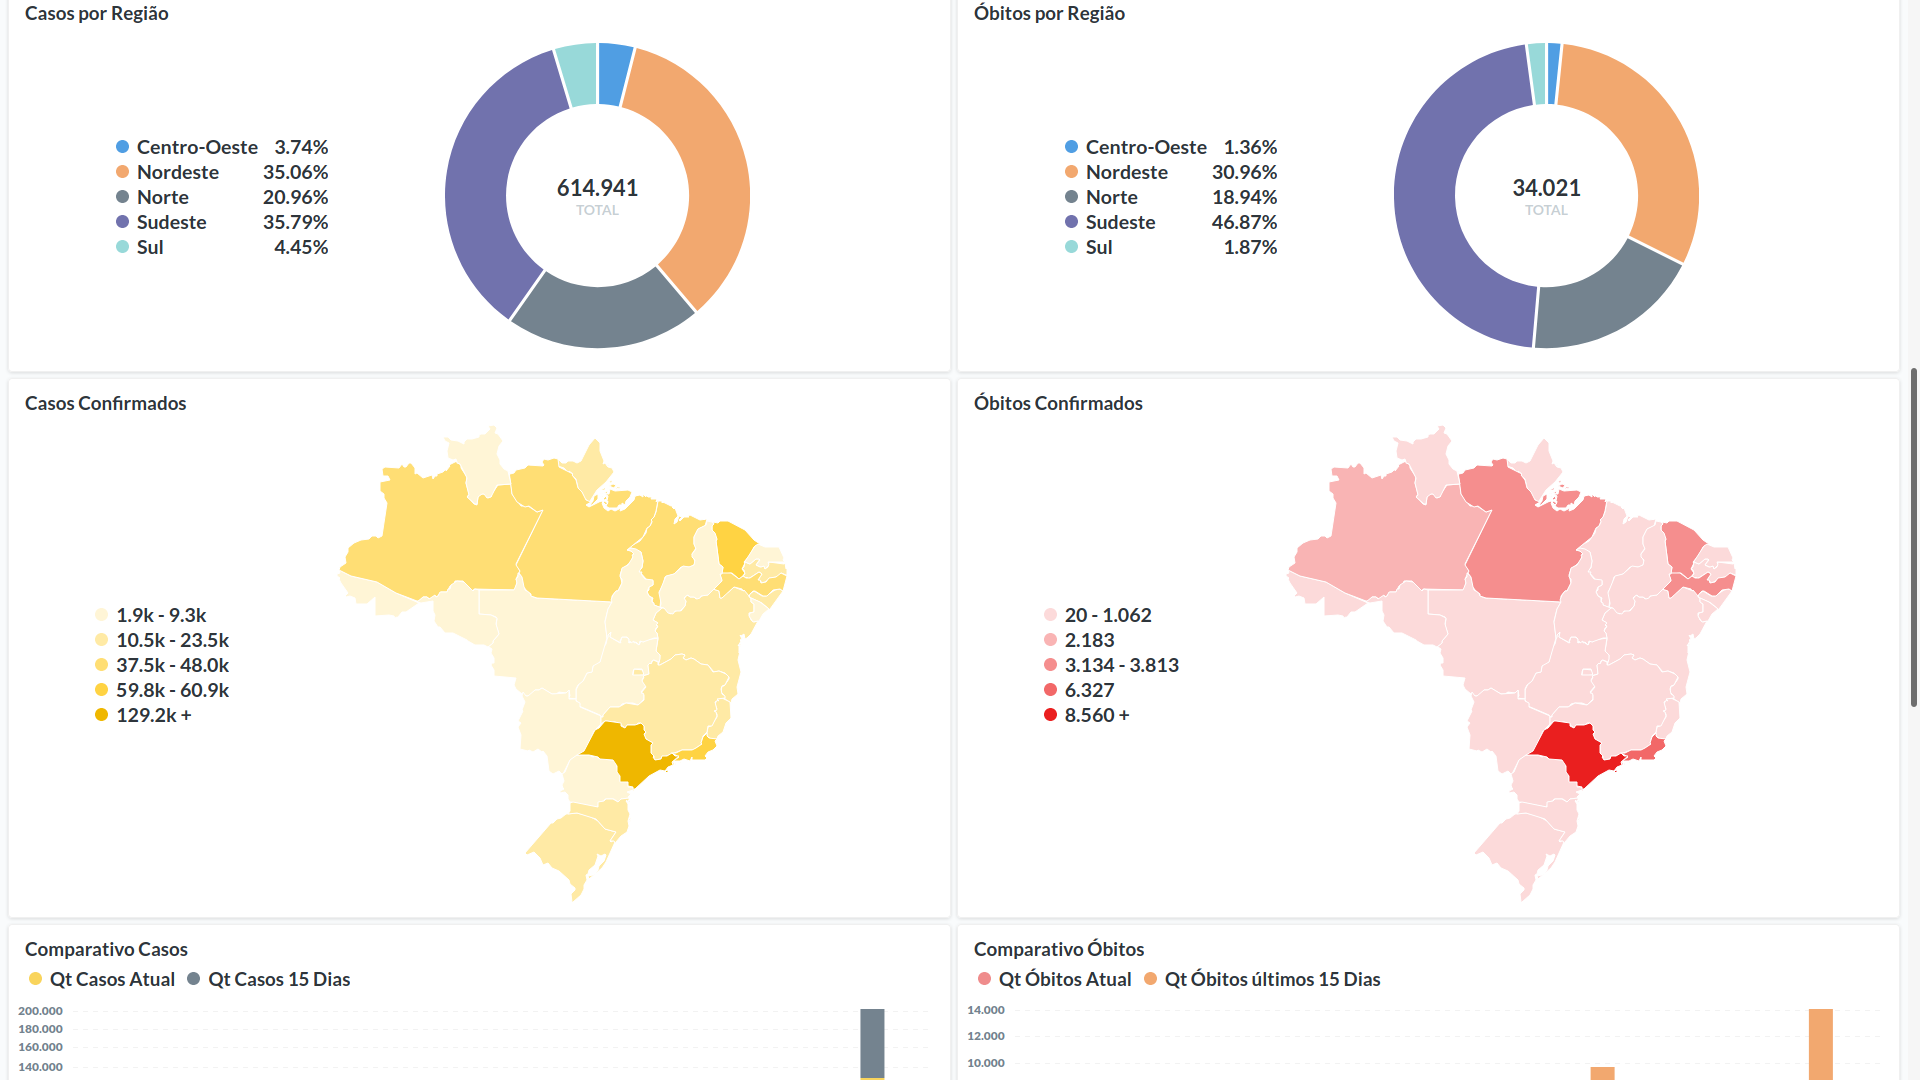 Casos por Região
Centro-Oeste 3.74%
Nordeste 35.06%
Norte 20.96%
Sudeste 35.79%
Sul 4.45%
614.941
TOTAL
Óbitos por Região
Centro-Oeste 1.36%
Nordeste 30.96%
Norte 18.94%
Sudeste 46.87%
Sul 1.87%
34.021
TOTAL
Casos Confirmados
1.9k - 9.3k
10.5k - 23.5k
37.5k - 48.0k
59.8k - 60.9k
129.2k +
Óbitos Confirmados
20 - 1.062
2.183
3.134 - 3.813
6.327
8.560 +
Comparativo Casos
Qt Casos Atual Qt Casos 15 Dias
200.000
180.000
160.000
140.000
Comparativo Óbitos
Qt Óbitos Atual Qt Óbitos últimos 15 Dias
14.000
12.000
10.000